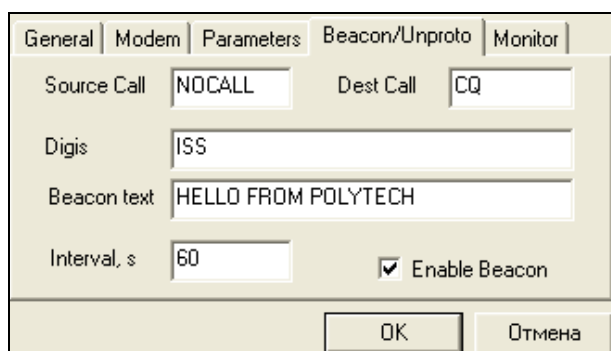 General Modem Parameters Beacon/Unproto Monitor
Source Call NOCALL Dest Call CQ
Digis ISS
Beacon text HELLO FROM POLYTECH
Interval, s 60 Enable Beacon
OK Отмена